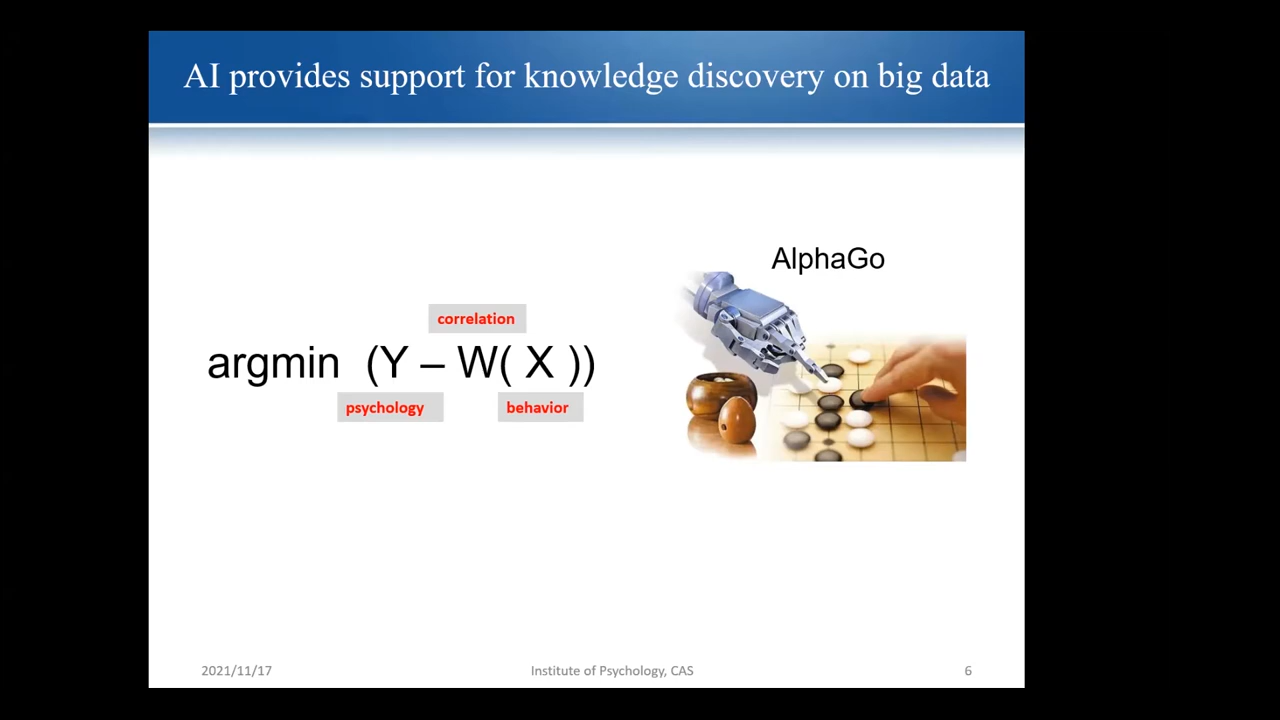 AI provides support for knowledge discovery on big data
AlphaGo
correlation
argmin (Y – W( X ))
psychology
behavior
2021/11/17
Institute of Psychology, CAS
6